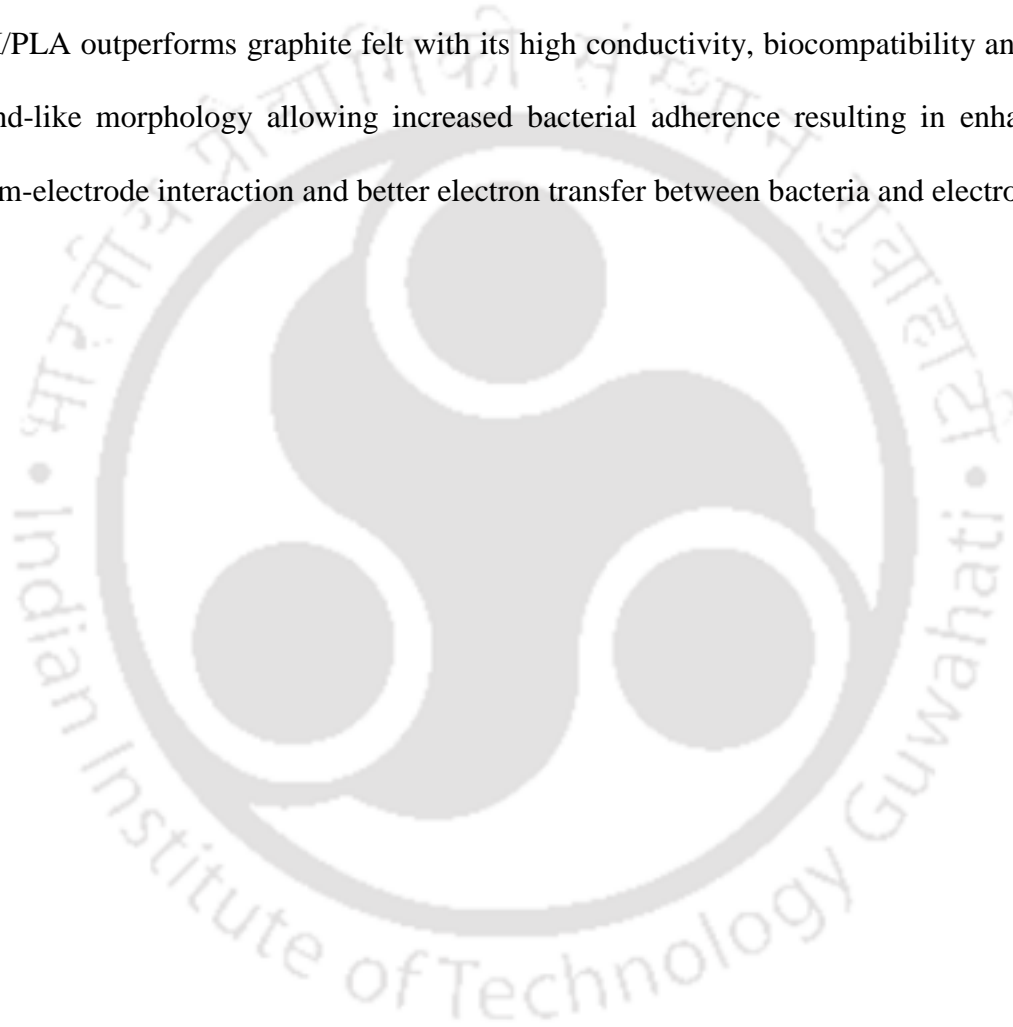 /PLA outperforms graphite felt with its high conductivity, biocompatibility an
nd-like morphology allowing increased bacterial adherence resulting in enha
m-electrode interaction and better electron transfer between bacteria and electro
भारतीय प्रौद्योगिकी संस्थान गुवाहाटी
Indian Institute of Technology Guwahati